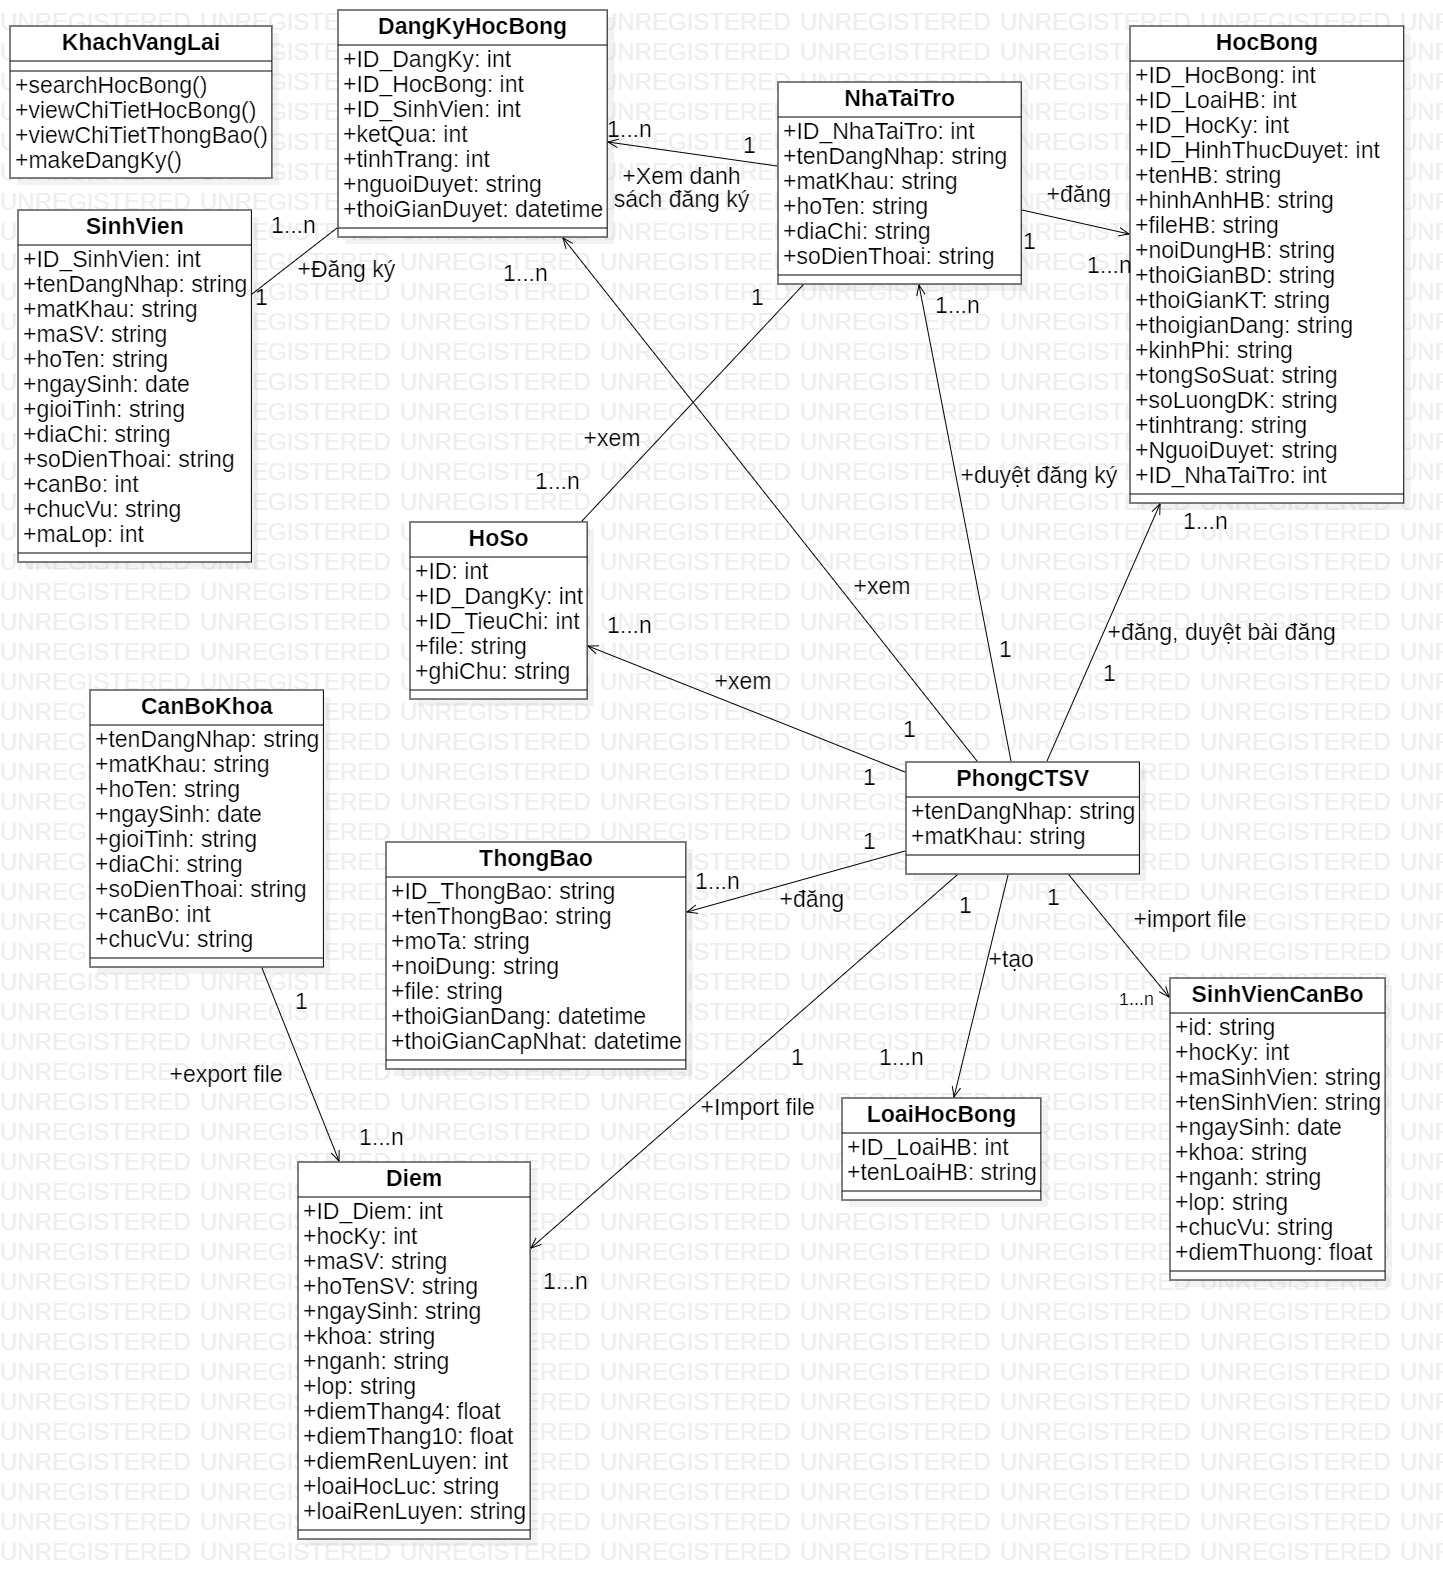 KhachVangLai
+searchHocBong()
+viewChiTietHocBong()
+viewChiTietThongBao()
+makeDangKy()
DangKyHocBong
+ID_DangKy: int
+ID_HocBong: int
+ID_SinhVien: int
+ketQua: int
+tinhTrang: int
+nguoiDuyet: string
+thoiGianDuyet: datetime
NhaTaiTro
+ID_NhaTaiTro: int
+tenDangNhap: string
+matKhau: string
+hoTen: string
+diaChi: string
+soDienThoai: string
HocBong
+ID_HocBong: int
+ID_LoaiHB: int
+ID_HocKy: int
+ID_HinhThucDuyet: int
+tenHB: string
+hinhAnhHB: string
+fileHB: string
+noiDungHB: string
+thoiGianBD: string
+thoiGianKT: string
+thoigianDang: string
+kinhPhi: string
+tongSoSuat: string
+soLuongDK: string
+tinhtrang: string
+NguoiDuyet: string
+ID_NhaTaiTro: int
1...n
1
+Xem danh
sách đăng ký
+đăng
1
1...n
SinhVien
+ID_SinhVien: int
+tenDangNhap: string
+matKhau: string
+maSV: string
+hoTen: string
+ngaySinh: date
+gioiTinh: string
+diaChi: string
+soDienThoai: string
+canBo: int
+chucVu: string
+maLop: int
1...n
+Đăng ký
1
1...n
1
1...n
+xem
1...n
+duyệt đăng ký
1...n
HoSo
+ID: int
+ID_DangKy: int
+ID_TieuChi: int
+file: string
+ghiChu: string
+xem
1...n
+xem
1
1
1
+đăng, duyệt bài đăng
1
CanBoKhoa
+tenDangNhap: string
+matKhau: string
+hoTen: string
+ngaySinh: date
+gioiTinh: string
+diaChi: string
+soDienThoai: string
+canBo: int
+chucVu: string
PhongCTSV
+tenDangNhap: string
+matKhau: string
ThongBao
+ID_ThongBao: string
+tenThongBao: string
+moTa: string
+noiDung: string
+file: string
+thoiGianDang: datetime
+thoiGianCapNhat: datetime
1
1...n
+đăng
1
1
+import file
+tạo
1...n
1
+export file
1...n
1
1...n
+Import file
1...n
SinhVienCanBo
+id: string
+hocKy: int
+maSinhVien: string
+tenSinhVien: string
+ngaySinh: date
+khoa: string
+nganh: string
+lop: string
+chucVu: string
+diemThuong: float
LoaiHocBong
+ID_LoaiHB: int
+tenLoaiHB: string
Diem
+ID_Diem: int
+hocKy: int
+maSV: string
+hoTenSV: string
+ngaySinh: string
+khoa: string
+nganh: string
+lop: string
+diemThang4: float
+diemThang10: float
+diemRenLuyen: int
+loaiHocLuc: string
+loaiRenLuyen: string